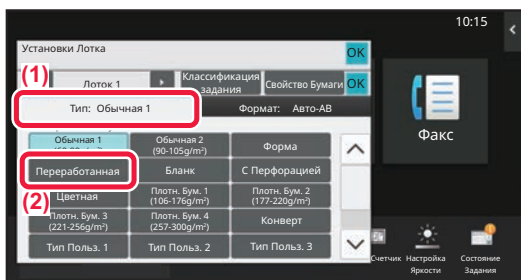 10:15
Установки Лотка
OK
(1)
Лоток 1
Классификация задания
Свойство Бумаги
OK
Тип: Обычная 1
Формат: Авто-AB
Обычная 1
Обычная 2
(90-105g/m²)
Форма
Факс
Переработанная
Бланк
С Перфорацией
(2)
Цветная
Плотн. Бум. 1
(106-176g/m²)
Плотн. Бум. 2
(177-220g/m²)
Плотн. Бум. 3
(221-256g/m²)
Плотн. Бум. 4
(257-300g/m²)
Конверт
Тип Польз. 1
Тип Польз. 2
Тип Польз. 3
Счетчик
Настройка
Яркости
Состояние
Задания